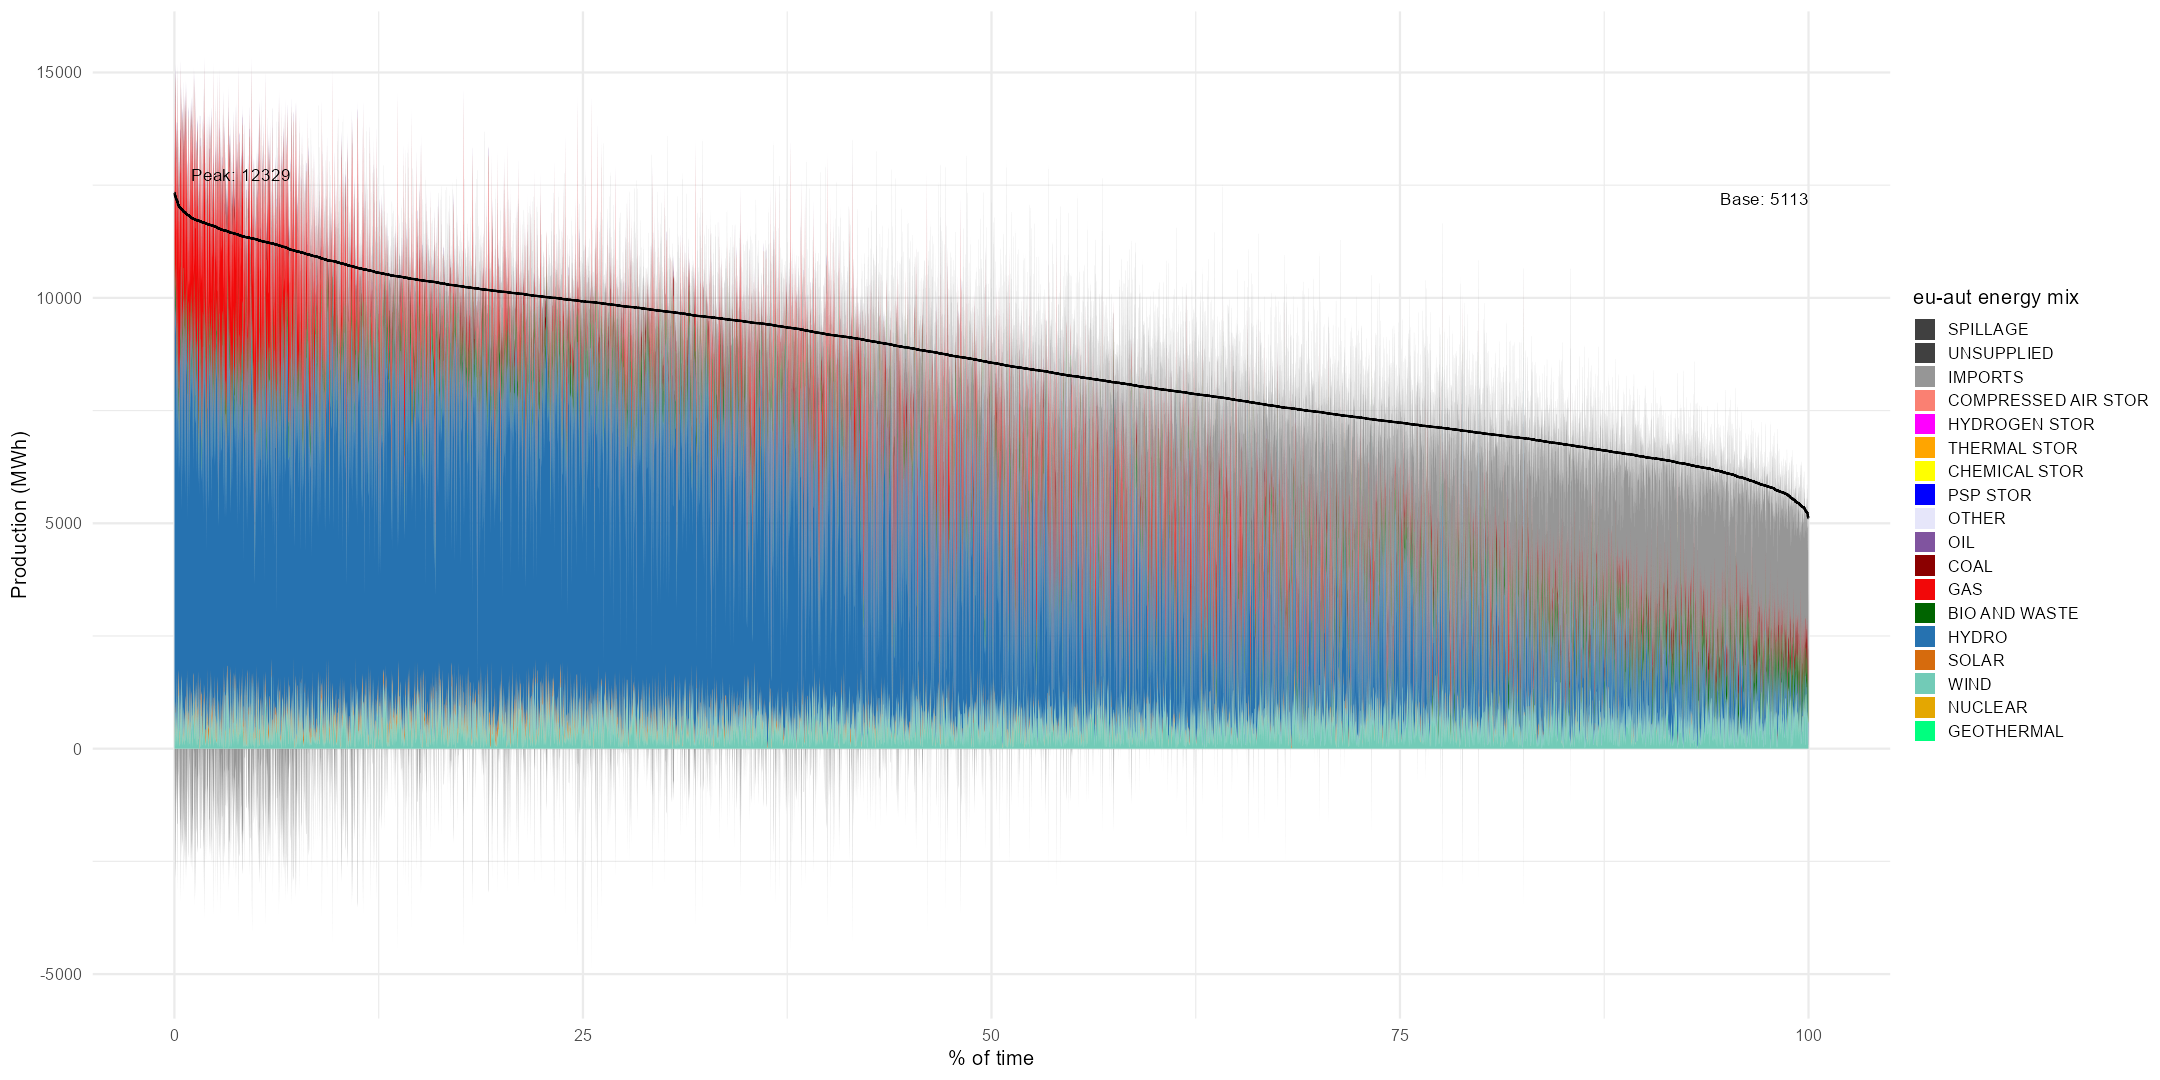 15000
10000
5000
0
-5000
Production (MWh)
Peak: 12329
Base: 5113
0
25
50
75
100
% of time
eu-aut energy mix
SPILLAGE
UNSUPPLIED
IMPORTS
COMPRESSED AIR STOR
HYDROGEN STOR
THERMAL STOR
CHEMICAL STOR
PSP STOR
OTHER
OIL
COAL
GAS
BIO AND WASTE
HYDRO
SOLAR
WIND
NUCLEAR
GEOTHERMAL